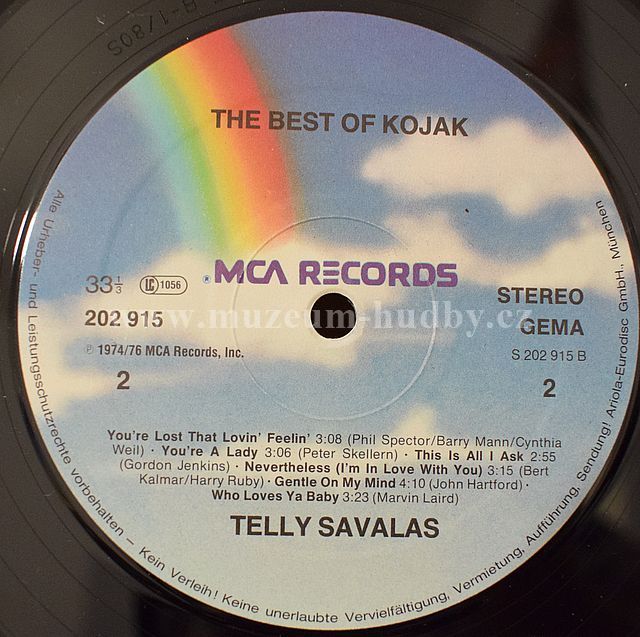 B-1/80S
THE BEST OF KOJAK
MCA RECORDS
33 1/3 LC 1056
202 915
℗ 1974/76 MCA Records, Inc.
2
STEREO
GEMA
S 202 915 B
2
www.muzeum-hudby.cz
You're Lost That Lovin' Feelin' 3:08 (Phil Spector/Barry Mann/Cynthia
Weil) · You're A Lady 3:06 (Peter Skellern) · This Is All I Ask 2:55
(Gordon Jenkins) · Nevertheless (I'm In Love With You) 3:15 (Bert
Kalmar/Harry Ruby) · Gentle On My Mind 4:10 (John Hartford) ·
Who Loves Ya Baby 3:23 (Marvin Laird)
TELLY SAVALAS
Alle Urheber- und Leistungsschutzrechte vorbehalten – Kein Verleih! Keine unerlaubte Vervielfältigung, Vermietung, Aufführung, Sendung! Ariola-Eurodisc GmbH., München